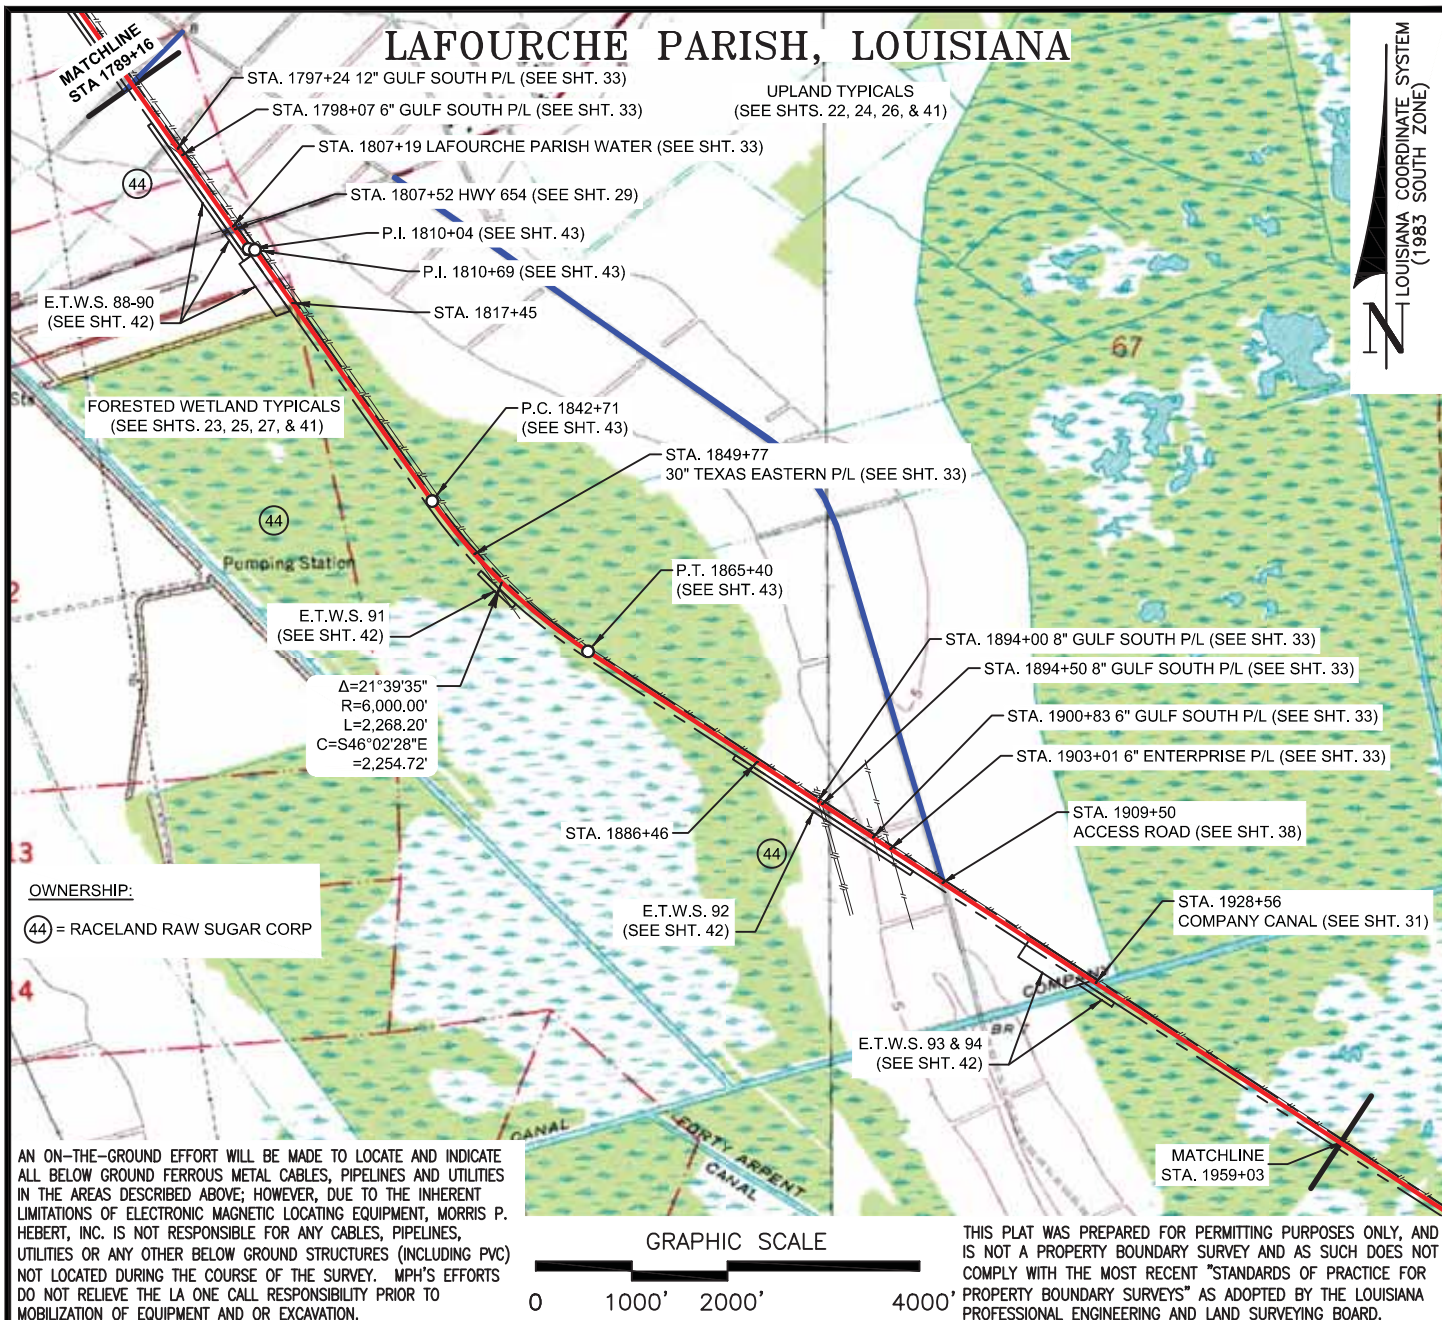 LAFOURCHE PARISH, LOUISIANA
MATCHLINE
STA 1789+16
STA. 1797+24 12" GULF SOUTH P/L (SEE SHT. 33)
STA. 1798+07 6" GULF SOUTH P/L (SEE SHT. 33)
UPLAND TYPICALS
(SEE SHTS. 22, 24, 26, & 41)
STA. 1807+19 LAFOURCHE PARISH WATER (SEE SHT. 33)
44
STA. 1807+52 HWY 654 (SEE SHT. 29)
P.I. 1810+04 (SEE SHT. 43)
P.I. 1810+69 (SEE SHT. 43)
E.T.W.S. 88-90
(SEE SHT. 42)
STA. 1817+45
LOUISIANA COORDINATE SYSTEM
(1983 SOUTH ZONE)
N
67
Sta
FORESTED WETLAND TYPICALS
(SEE SHTS. 23, 25, 27, & 41)
P.C. 1842+71
(SEE SHT. 43)
STA. 1849+77
30" TEXAS EASTERN P/L (SEE SHT. 33)
44
Pumping Station
2
P.T. 1865+40
(SEE SHT. 43)
E.T.W.S. 91
(SEE SHT. 42)
STA. 1894+00 8" GULF SOUTH P/L (SEE SHT. 33)
STA. 1894+50 8" GULF SOUTH P/L (SEE SHT. 33)
5
Δ=21°39'35"
R=6,000.00'
L=2,268.20'
C=S46°02'28"E
=2,254.72'
STA. 1900+83 6" GULF SOUTH P/L (SEE SHT. 33)
STA. 1903+01 6" ENTERPRISE P/L (SEE SHT. 33)
STA. 1886+46
STA. 1909+50
ACCESS ROAD (SEE SHT. 38)
13
44
OWNERSHIP:
44 = RACELAND RAW SUGAR CORP
E.T.W.S. 92
(SEE SHT. 42)
STA. 1928+56
COMPANY CANAL (SEE SHT. 31)
14
5
COMPANY
BR
E.T.W.S. 93 & 94
(SEE SHT. 42)
CANAL
FORTY ARPENT
CANAL
MATCHLINE
STA. 1959+03
AN ON-THE-GROUND EFFORT WILL BE MADE TO LOCATE AND INDICATE
ALL BELOW GROUND FERROUS METAL CABLES, PIPELINES AND UTILITIES
IN THE AREAS DESCRIBED ABOVE; HOWEVER, DUE TO THE INHERENT
LIMITATIONS OF ELECTRONIC MAGNETIC LOCATING EQUIPMENT, MORRIS P.
HEBERT, INC. IS NOT RESPONSIBLE FOR ANY CABLES, PIPELINES,
UTILITIES OR ANY OTHER BELOW GROUND STRUCTURES (INCLUDING PVC)
NOT LOCATED DURING THE COURSE OF THE SURVEY. MPH'S EFFORTS
DO NOT RELIEVE THE LA ONE CALL RESPONSIBILITY PRIOR TO
MOBILIZATION OF EQUIPMENT AND OR EXCAVATION.
GRAPHIC SCALE
0 1000' 2000' 4000'
THIS PLAT WAS PREPARED FOR PERMITTING PURPOSES ONLY, AND
IS NOT A PROPERTY BOUNDARY SURVEY AND AS SUCH DOES NOT
COMPLY WITH THE MOST RECENT "STANDARDS OF PRACTICE FOR
PROPERTY BOUNDARY SURVEYS" AS ADOPTED BY THE LOUISIANA
PROFESSIONAL ENGINEERING AND LAND SURVEYING BOARD.